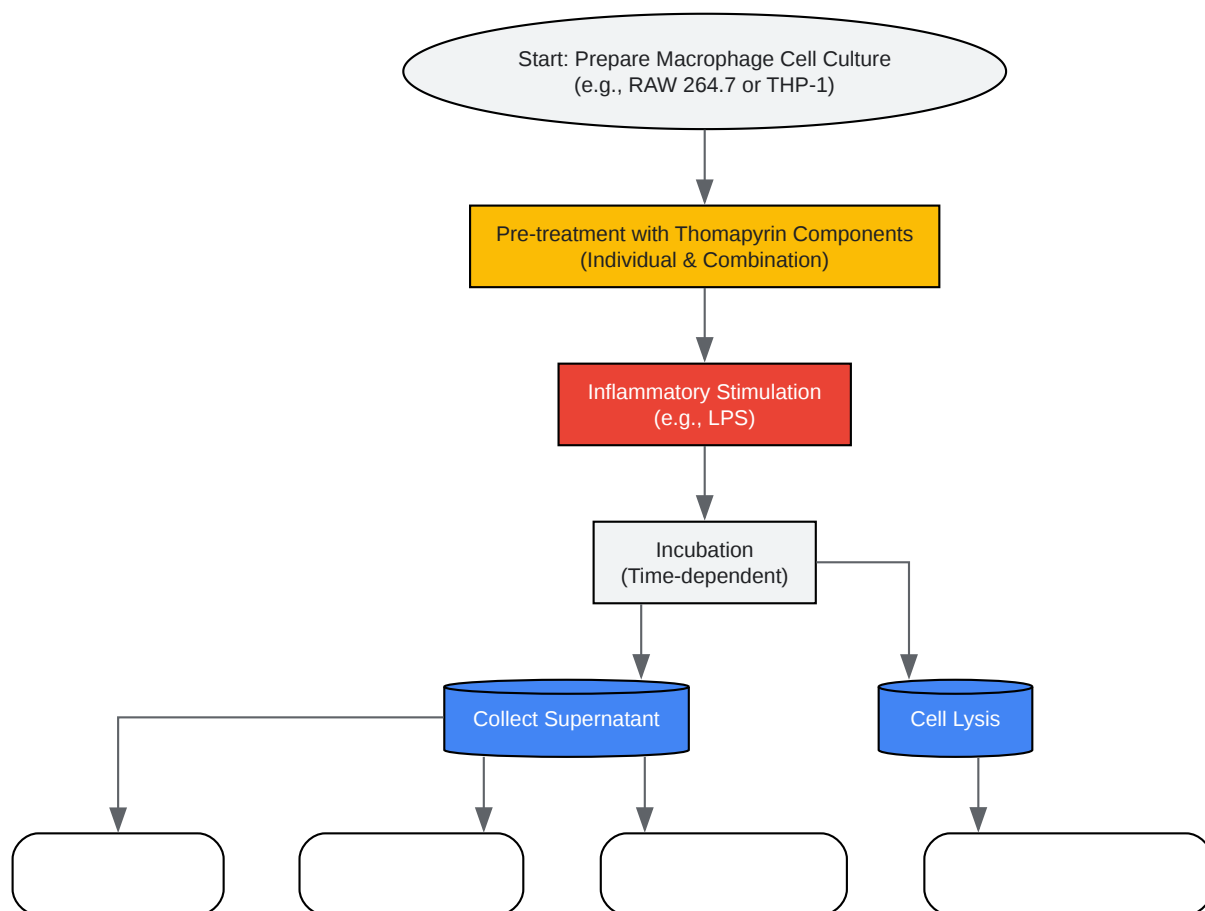 Start: Prepare Macrophage Cell Culture
(e.g., RAW 264.7 or THP-1)
Pre-treatment with Thomapyrin Components
(Individual & Combination)
Inflammatory Stimulation
(e.g., LPS)
Incubation
(Time-dependent)
Collect Supernatant
Cell Lysis